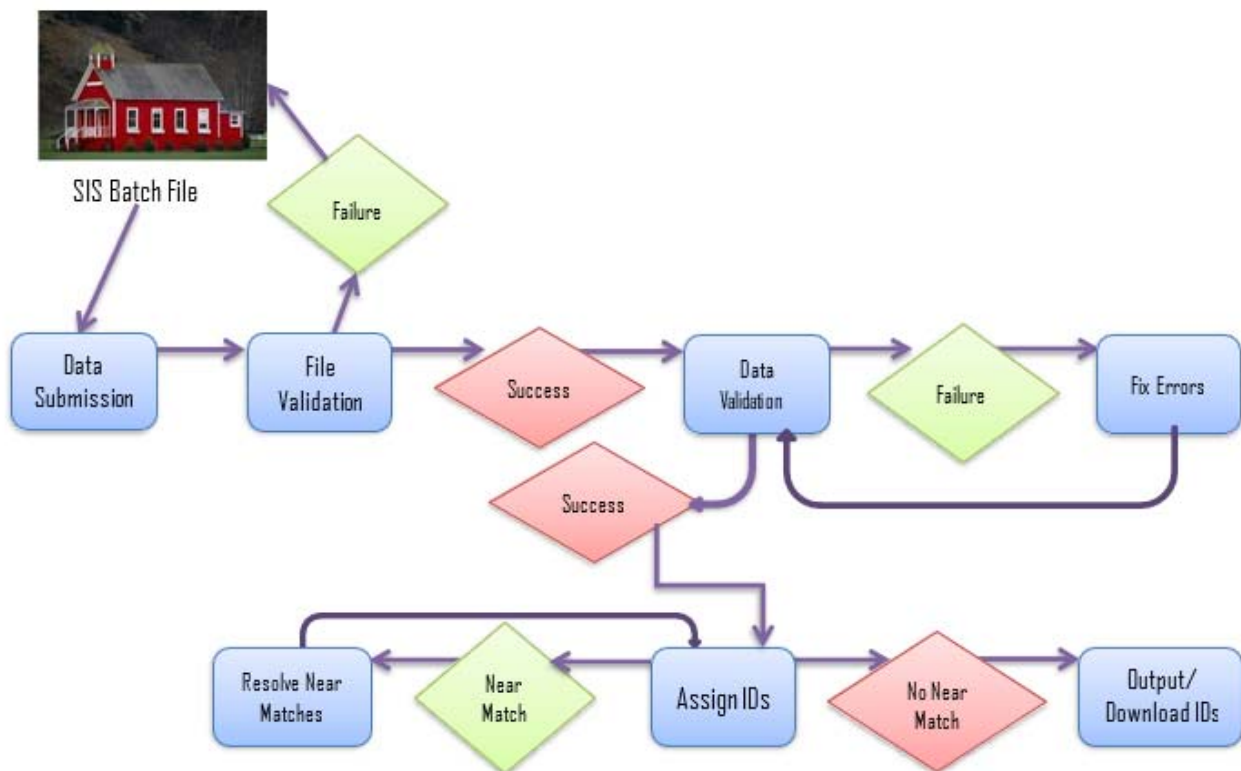 SIS Batch File
Failure
Data
Submission
File
Validation
Success
Data
Validation
Failure
Fix Errors
Success
Resolve Near
Matches
Near
Match
Assign IDs
No Near
Match
Output/
Download IDs